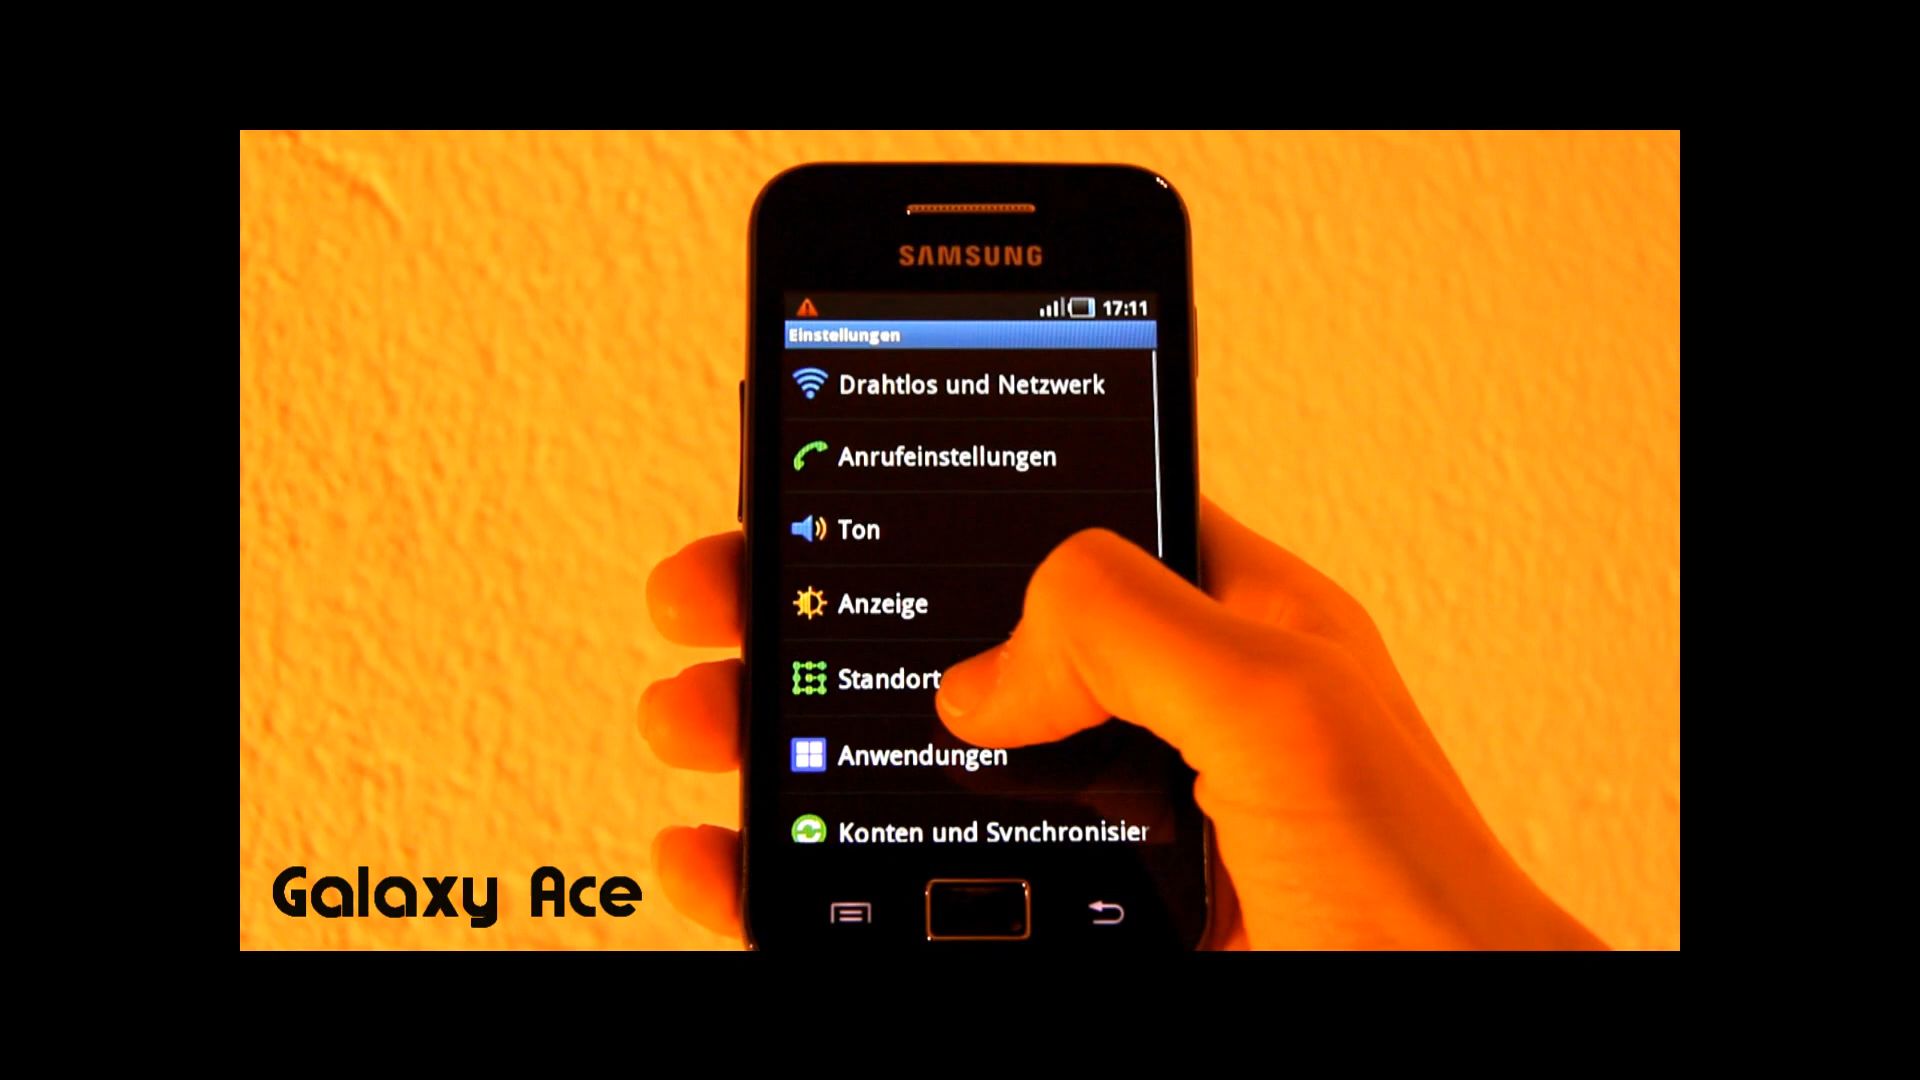 SAMSUNG
17:11
Einstellungen
Drahtlos und Netzwerk
Anrufeinstellungen
Ton
Anzeige
Standort
Anwendungen
Konten und Synchronisier
Galaxy Ace